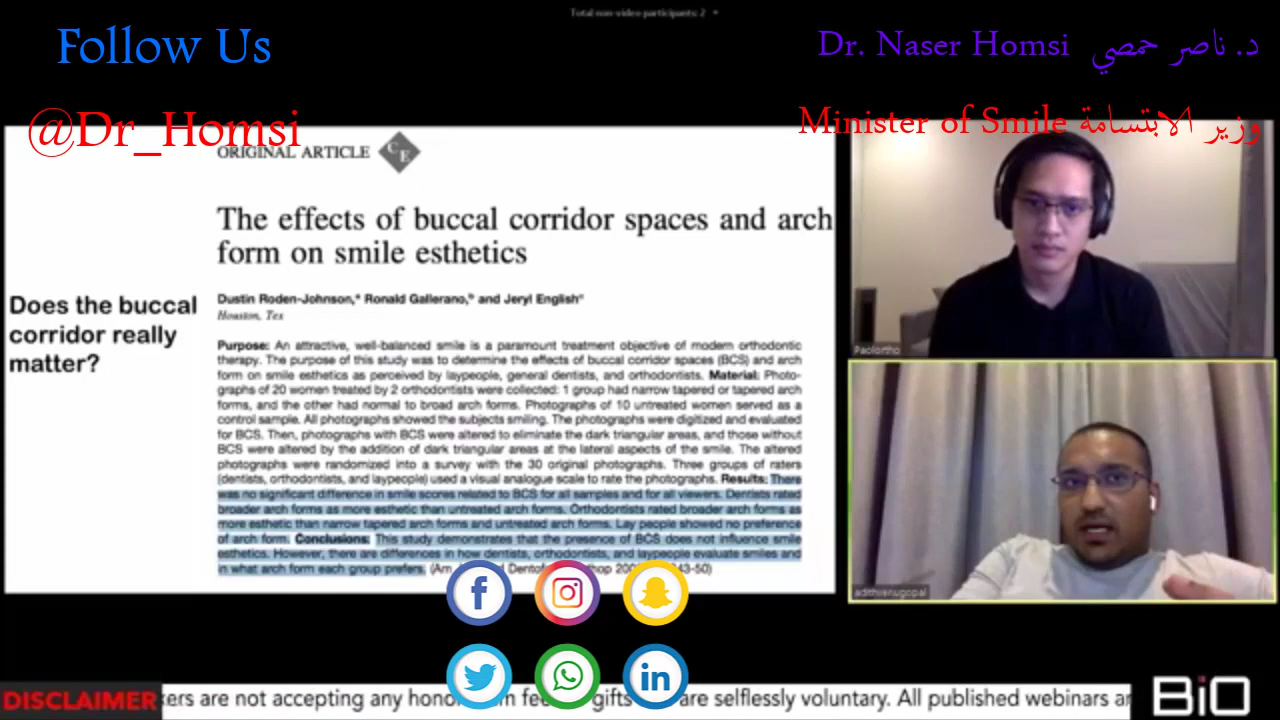 Total non-video participants: 2
Follow Us
Dr. Naser Homsi د. ناصر حمصي
@Dr_Homsi
Minister of Smile وزير الابتسامة
ORIGINAL ARTICLE
CE
The effects of buccal corridor spaces and arch
form on smile esthetics
Dustin Roden-Johnson,a Ronald Gallerano,b and Jeryl Englishc
Houston, Tex
Does the buccal
corridor really
matter?
Purpose: An attractive, well-balanced smile is a paramount treatment objective of modern orthodontic
therapy. The purpose of this study was to determine the effects of buccal corridor spaces (BCS) and arch
form on smile esthetics as perceived by laypeople, general dentists, and orthodontists. Material: Photo-
graphs of 20 women treated by 2 orthodontists were collected: 1 group had narrow tapered or tapered arch
forms, and the other had normal to broad arch forms. Photographs of 10 untreated women served as a
control sample. All photographs showed the subjects smiling. The photographs were digitized and evaluated
for BCS. Then, photographs with BCS were altered to eliminate the dark triangular areas, and those without
BCS were altered by the addition of dark triangular areas at the lateral aspects of the smile. The altered
photographs were randomized into a survey with the 30 original photographs. Three groups of raters
(dentists, orthodontists, and laypeople) used a visual analogue scale to rate the photographs. Results: There
was no significant difference in smile scores related to BCS for all samples and for all viewers. Dentists rated
broader arch forms as more esthetic than untreated arch forms. Orthodontists rated broader arch forms as
more esthetic than narrow tapered arch forms and untreated arch forms. Lay people showed no preference
of arch form. Conclusions: This study demonstrates that the presence of BCS does not influence smile
esthetics. However, there are differences in how dentists, orthodontists, and laypeople evaluate smiles and
in what arch form each group prefers. (Am Dentof hop 200 43-50)
Paolortho
adithvenugopal
DISCLAIMER
kers are not accepting any hono m fee gifts are selflessly voluntary. All published webinars ar
BiO